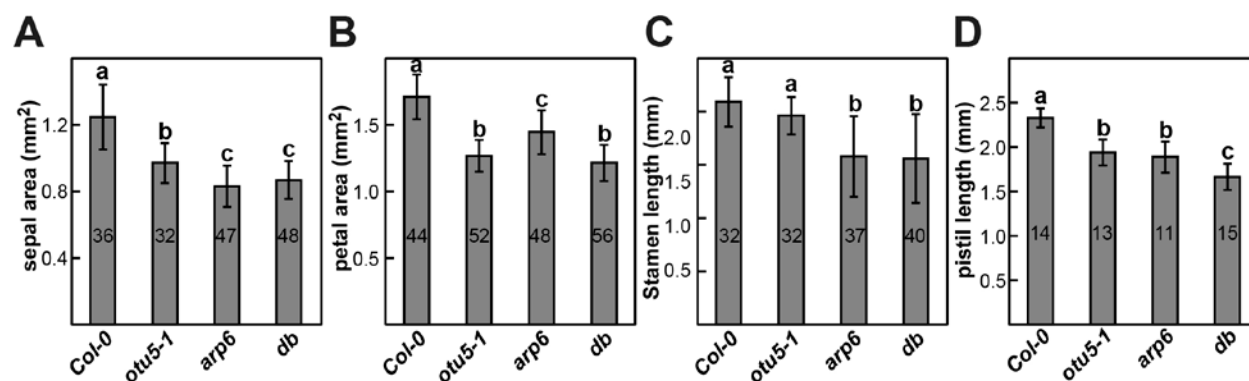 A
sepal area (mm²)
1.2
0.8
0.4
a
b
c
c
36
32
47
48
Col-0
otu5-1
arp6
db
B
petal area (mm²)
1.5
1.0
0.5
a
b
c
b
44
52
48
56
Col-0
otu5-1
arp6
db
C
Stamen length (mm)
2.0
1.5
1.0
0.5
a
a
b
b
32
32
37
40
Col-0
otu5-1
arp6
db
D
pistil length (mm)
2.5
2.0
1.5
1.0
0.5
a
b
b
c
14
13
11
15
Col-0
otu5-1
arp6
db